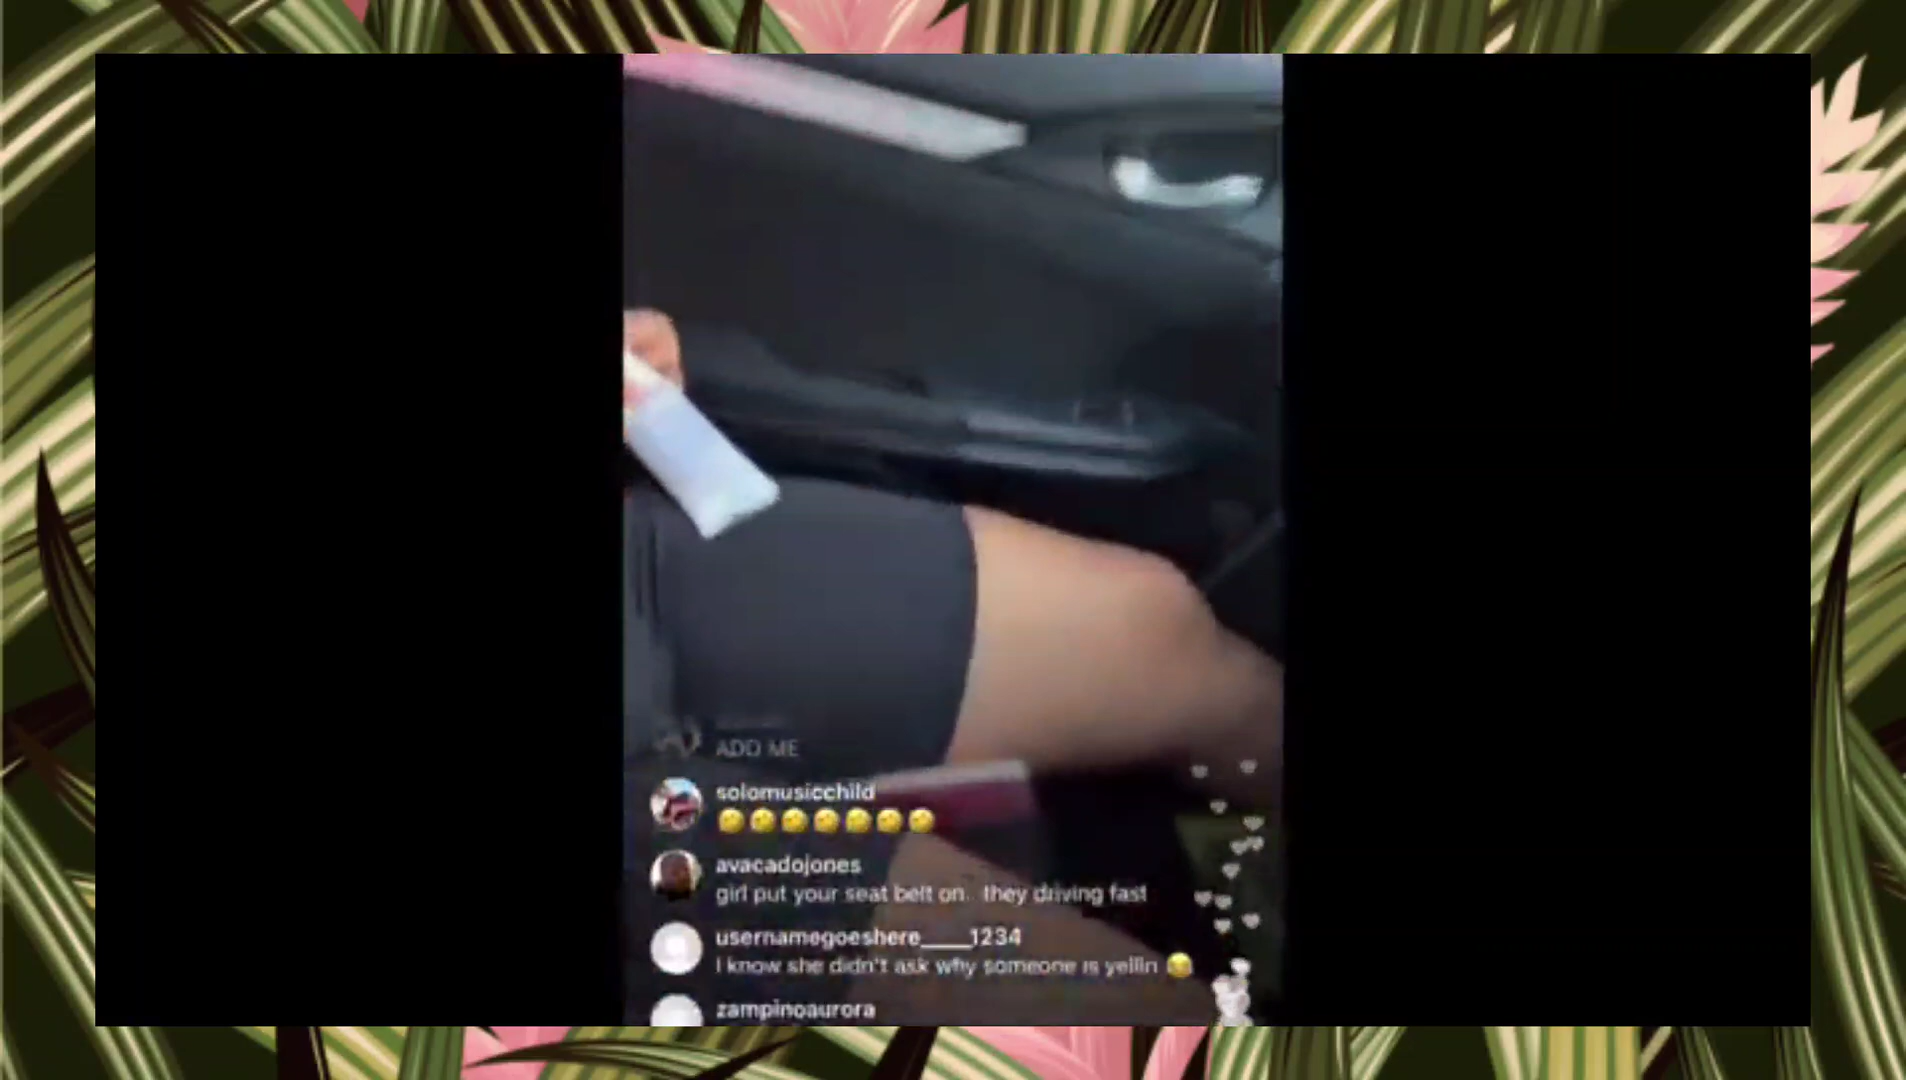 ADD ME
solomusicchild
🤔🤔🤔🤔🤔🤔🤔
avacadojones
girl put your seat belt on.. they driving fast
usernamegoeshere____1234
I know she didn't ask why someone is yellin 😂
zampinoaurora